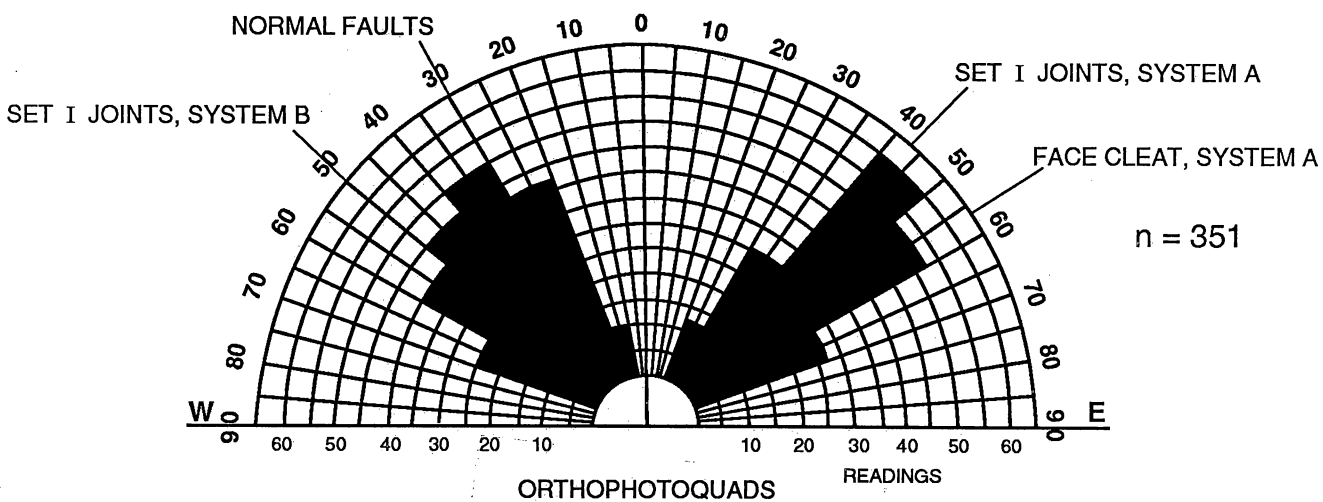 NORMAL FAULTS
SET I JOINTS, SYSTEM B
SET I JOINTS, SYSTEM A
FACE CLEAT, SYSTEM A
n = 351
90 80 70 60 50 40 30 20 10 0 10 20 30 40 50 60 70 80 90
W E
60 50 40 30 20 10 10 20 30 40 50 60
READINGS
ORTHOPHOTOQUADS